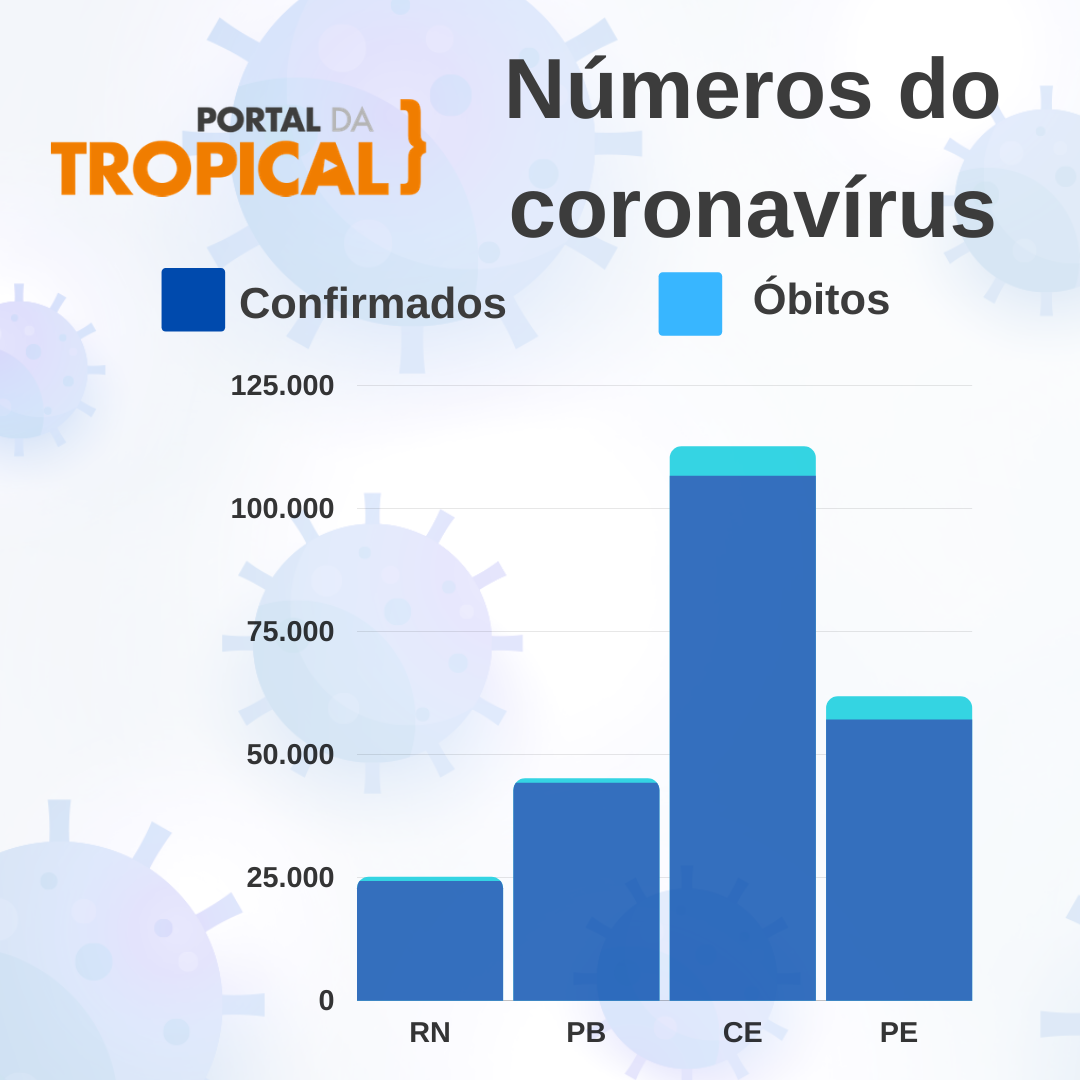 PORTAL DA
TROPICAL}
Números do
coronavírus
Confirmados
Óbitos
125.000
100.000
75.000
50.000
25.000
0
RN
PB
CE
PE